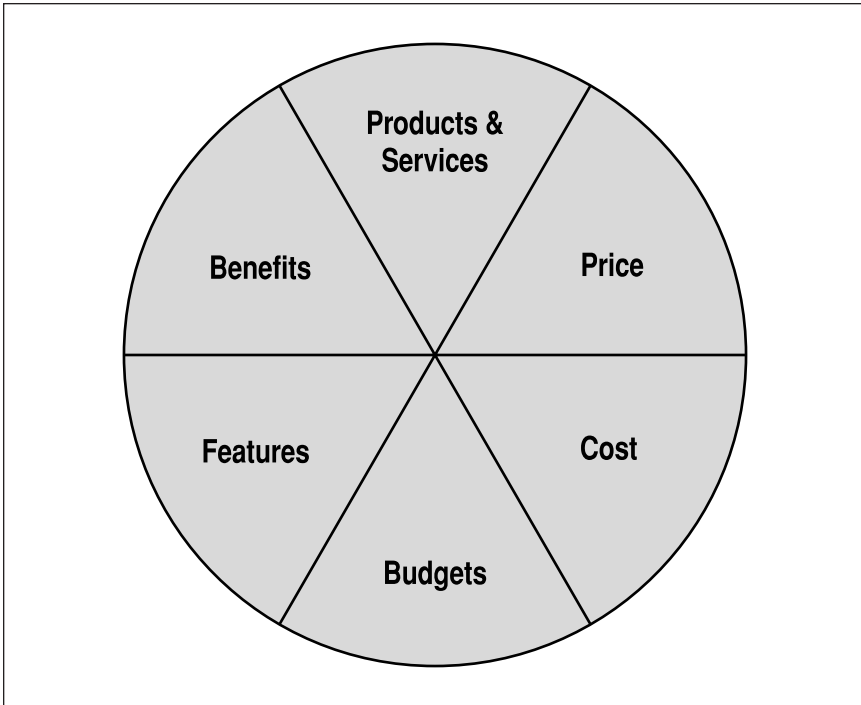 Products &
Services
Price
Cost
Budgets
Features
Benefits